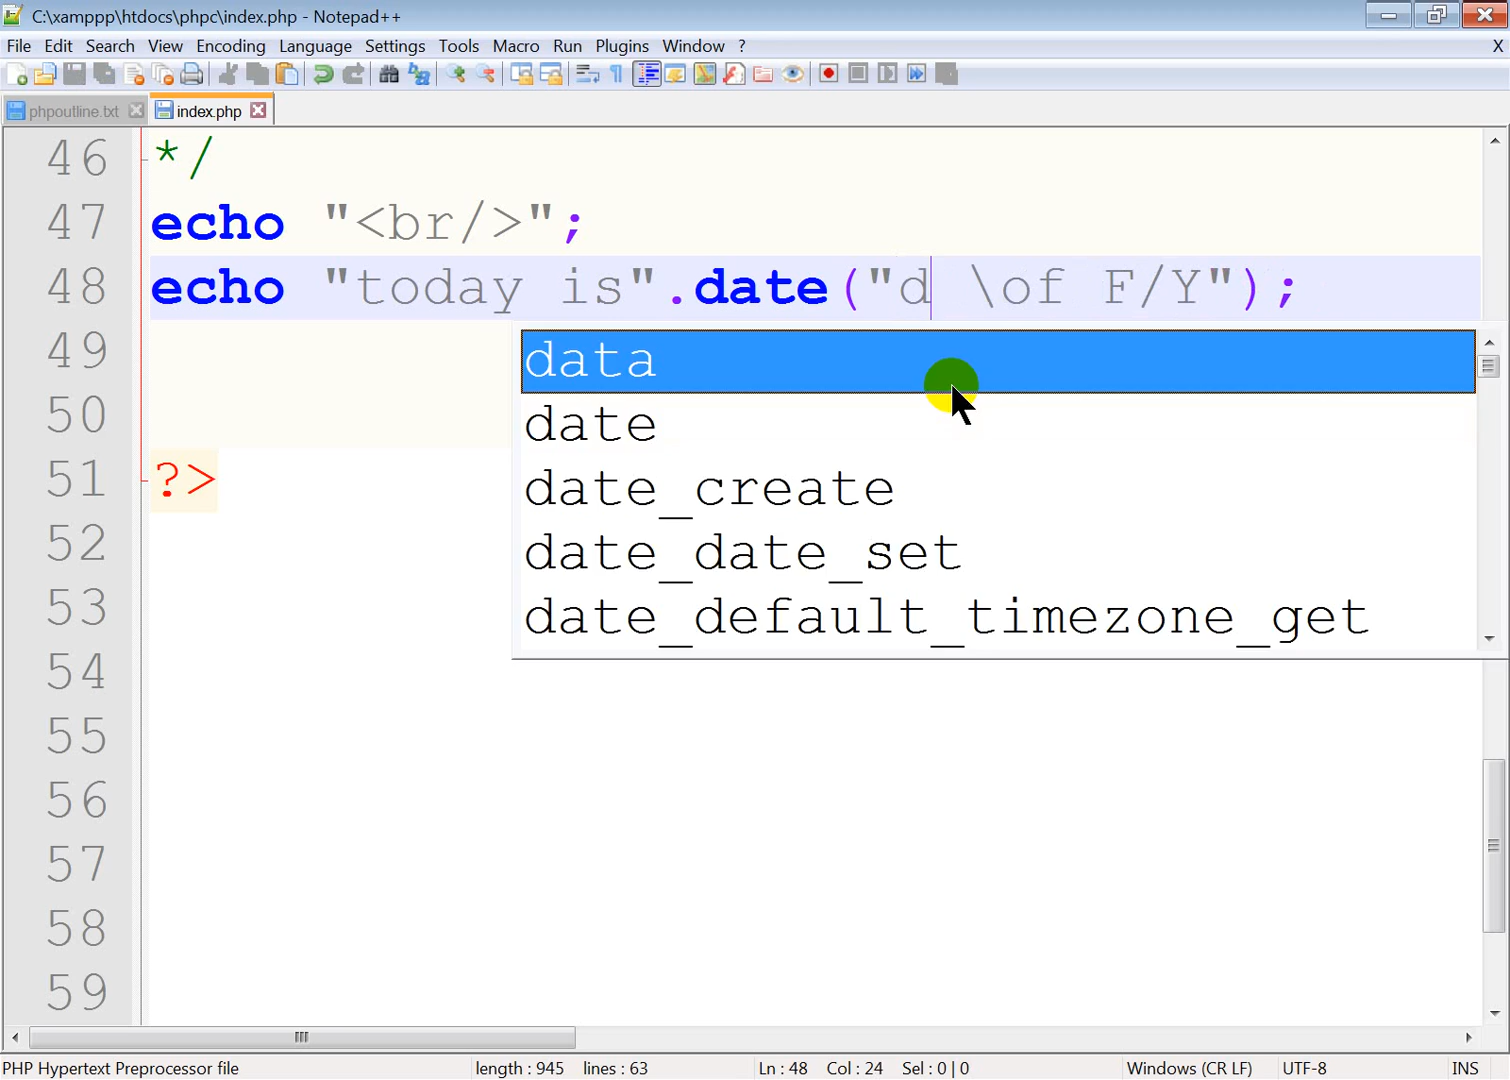 C:\xamppp\htdocs\phpc\index.php - Notepad++
File Edit Search View Encoding Language Settings Tools Macro Run Plugins Window ? X
phpoutline.txt index.php
46 */
47 echo "<br/>";
48 echo "today is".date("d \of F/Y");
49
data
50
date
51 ?>
date_create
52
date_date_set
53
date_default_timezone_get
54
55
56
57
58
59
PHP Hypertext Preprocessor file length : 945 lines : 63 Ln : 48 Col : 24 Sel : 0 | 0 Windows (CR LF) UTF-8 INS